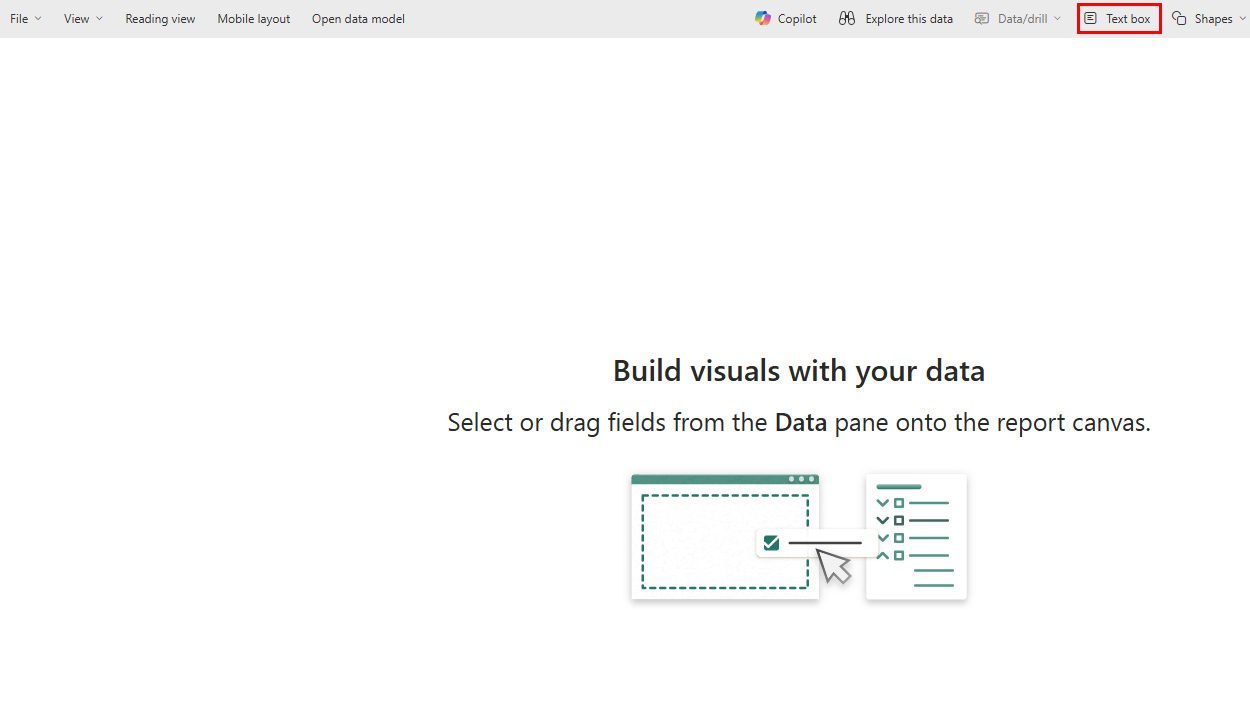 File View Reading view Mobile layout Open data model Copilot Explore this data Data/drill Text box Shapes
Build visuals with your data
Select or drag fields from the Data pane onto the report canvas.